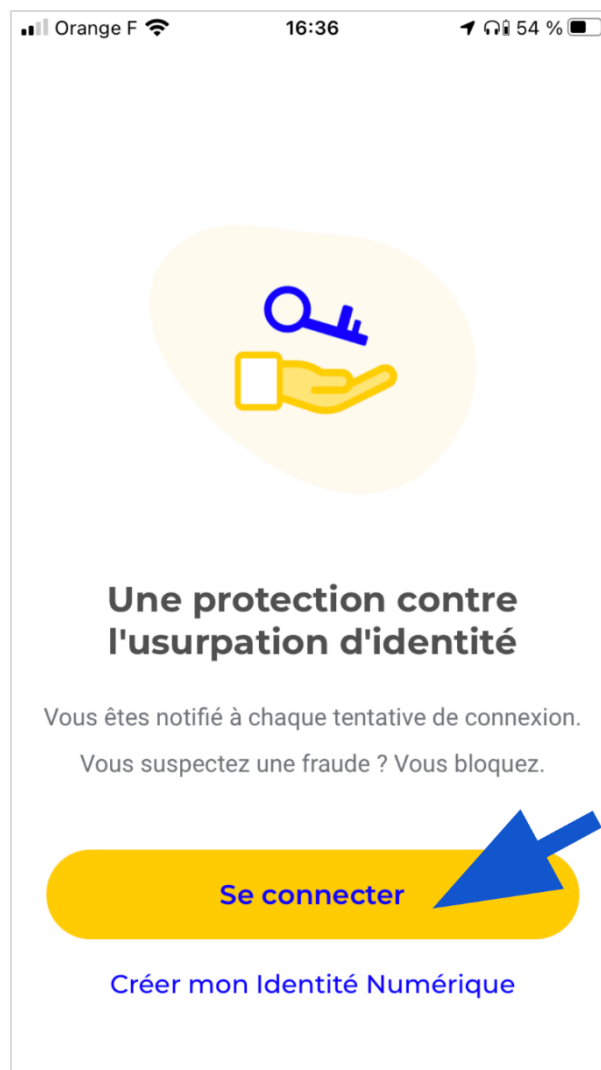 Orange F 16:36 54 %
Une protection contre
l'usurpation d'identité
Vous êtes notifié à chaque tentative de connexion.
Vous suspectez une fraude ? Vous bloquez.
Se connecter
Créer mon Identité Numérique